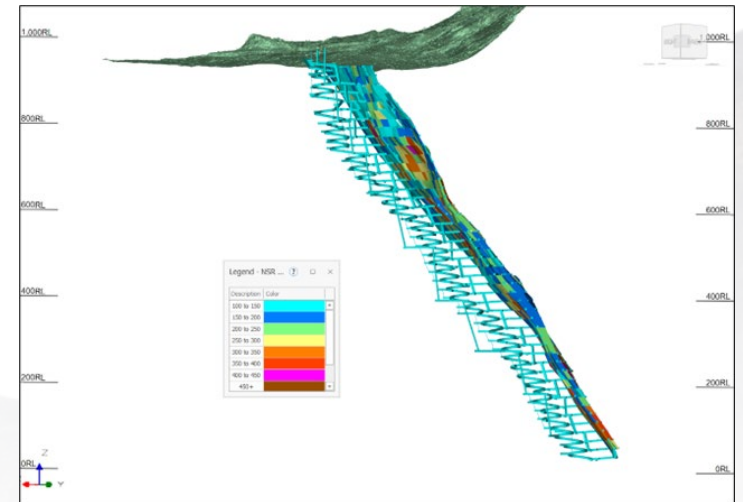 1,000RL
1,000RL
800RL
800RL
600RL
600RL
400RL
400RL
200RL
200RL
0RL
0RL
Legend - NSR ...
Description Color
100 to 150
150 to 200
200 to 250
250 to 300
300 to 350
350 to 400
400 to 450
450+
Z
Y